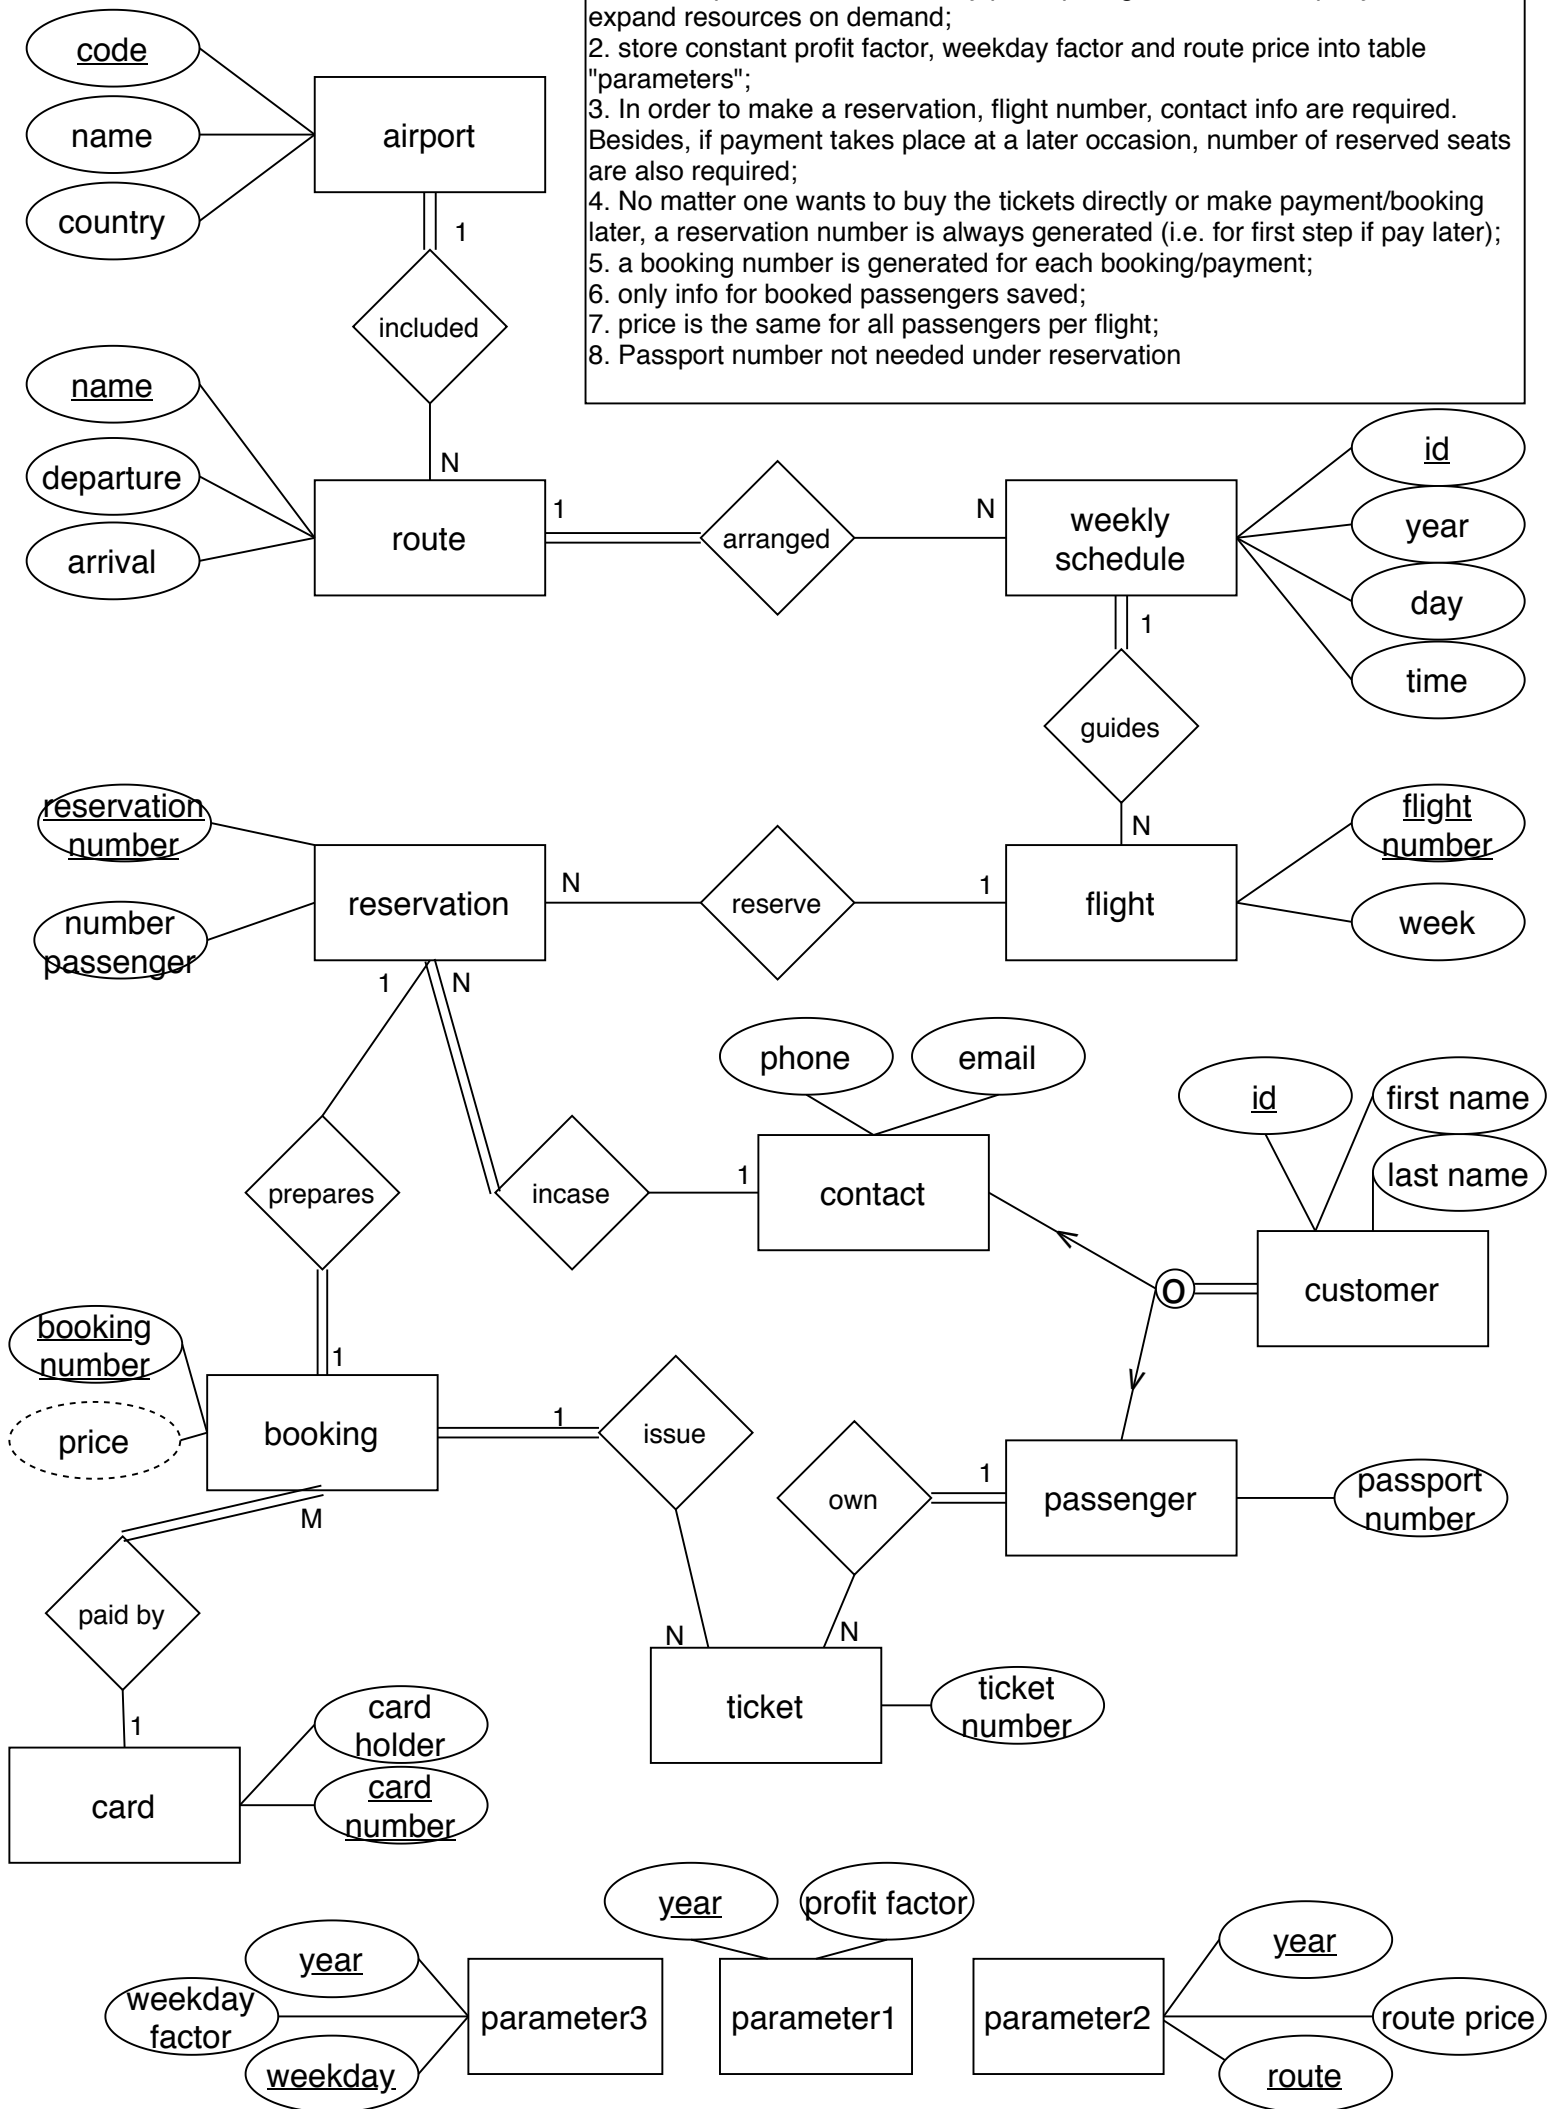 expand resources on demand;
2. store constant profit factor, weekday factor and route price into table
"parameters";
3. In order to make a reservation, flight number, contact info are required.
Besides, if payment takes place at a later occasion, number of reserved seats
are also required;
4. No matter one wants to buy the tickets directly or make payment/booking
later, a reservation number is always generated (i.e. for first step if pay later);
5. a booking number is generated for each booking/payment;
6. only info for booked passengers saved;
7. price is the same for all passengers per flight;
8. Passport number not needed under reservation
code
name
country
airport
1
included
N
name
departure
arrival
route
1
arranged
N
weekly
schedule
id
year
day
time
1
guides
N
reservation
number
number
passenger
reservation
N
reserve
1
flight
flight
number
week
1
N
prepares
incase
1
phone
email
contact
id
first name
last name
customer
O
1
booking
number
price
booking
1
issue
own
1
passenger
passport
number
M
paid by
1
N
N
ticket
ticket
number
card
card
holder
card
number
year
weekday
factor
weekday
parameter3
year
profit factor
parameter1
parameter2
year
route price
route